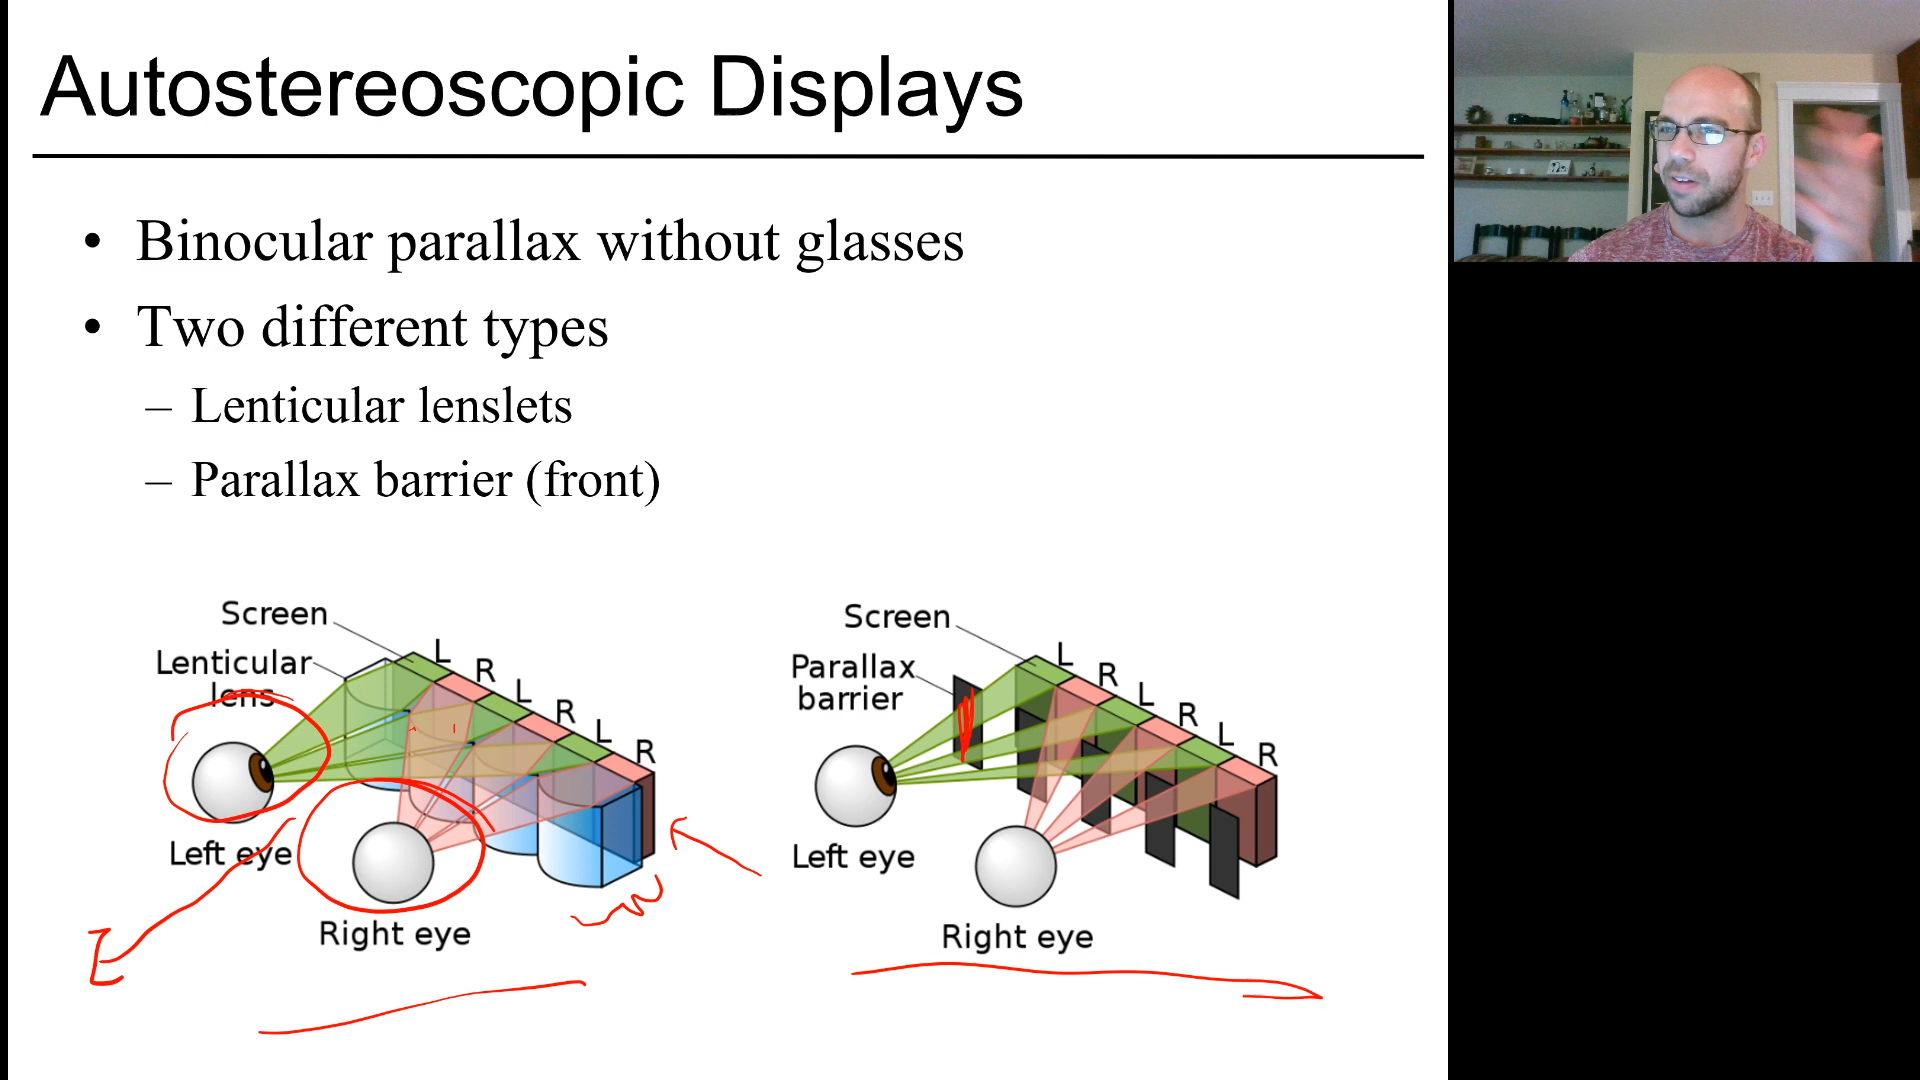 Autostereoscopic Displays
• Binocular parallax without glasses
• Two different types
– Lenticular lenslets
– Parallax barrier (front)
Screen
Lenticular
lens
L
R
L
R
L
R
Left eye
Right eye
Screen
Parallax
barrier
L
R
L
R
L
R
Left eye
Right eye